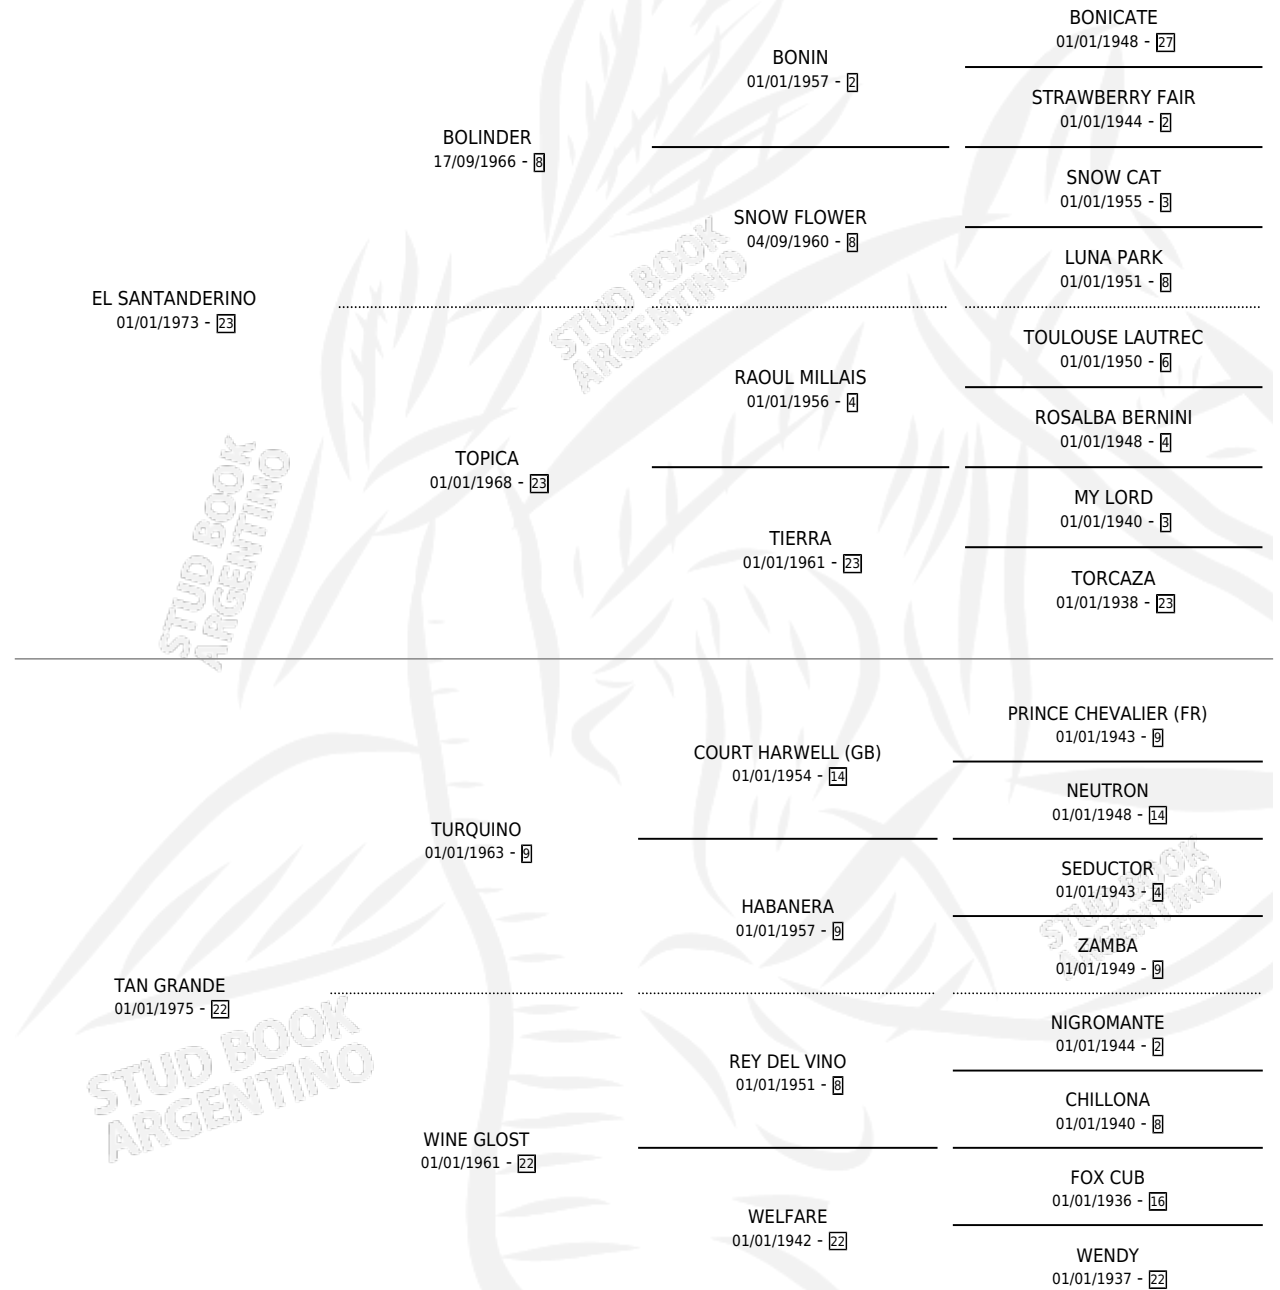 BONICATE
01/01/1948 - 27
BONIN
01/01/1957 - 2
STRAWBERRY FAIR
01/01/1944 - 2
BOLINDER
17/09/1966 - 8
SNOW CAT
01/01/1955 - 3
SNOW FLOWER
04/09/1960 - 8
LUNA PARK
01/01/1951 - 8
EL SANTANDERINO
01/01/1973 - 23
STUD BOOK
ARGENTINO
TOULOUSE LAUTREC
01/01/1950 - 6
RAOUL MILLAIS
01/01/1956 - 4
ROSALBA BERNINI
01/01/1948 - 4
TOPICA
01/01/1968 - 23
MY LORD
01/01/1940 - 3
TIERRA
01/01/1961 - 23
TORCAZA
01/01/1938 - 23
STUD BOOK
ARGENTINO
PRINCE CHEVALIER (FR)
01/01/1943 - 9
COURT HARWELL (GB)
01/01/1954 - 14
NEUTRON
01/01/1948 - 14
TURQUINO
01/01/1963 - 9
SEDUCTOR
01/01/1943 - 4
HABANERA
01/01/1957 - 9
ZAMBA
01/01/1949 - 9
STUD BOOK
ARGENTINO
TAN GRANDE
01/01/1975 - 22
NIGROMANTE
01/01/1944 - 2
REY DEL VINO
01/01/1951 - 8
CHILLONA
01/01/1940 - 8
STUD BOOK
ARGENTINO
WINE GLOST
01/01/1961 - 22
FOX CUB
01/01/1936 - 16
WELFARE
01/01/1942 - 22
WENDY
01/01/1937 - 22